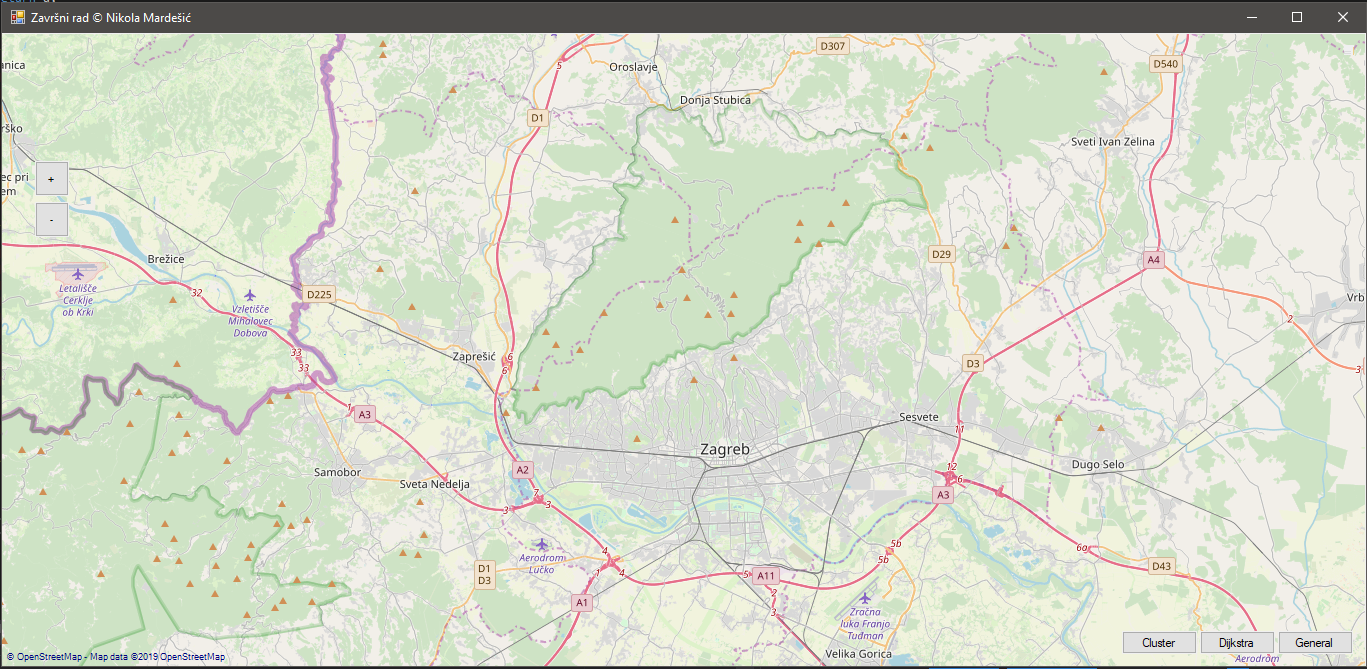 Završni rad © Nikola Mardešić
D307
anica
Oroslavje
D540
Donja Stubica
D1
5
ško
Sveti Ivan Zelina
ec pri
em
+
-
Brežice
D29
A4
Letališče
Cerklje
ob Krki
32
Vzletišče
Mihalovec
Dobova
D225
Vrb
2
33
33
Zaprešić
6
6
D3
3
1
A3
Sesvete
11
Zagreb
Samobor
A2
Sveta Nedelja
12
6
Dugo Selo
A3
7
3
3
5b
5b
6a
4
Aerodrom
Lučko
D1
D3
1
4
5
A11
2
3
D43
A1
Zračna
luka Franjo
Tuđman
Velika Gorica
Cluster
Dijkstra
General
Aerodrom
© OpenStreetMap - Map data ©2019 OpenStreetMap